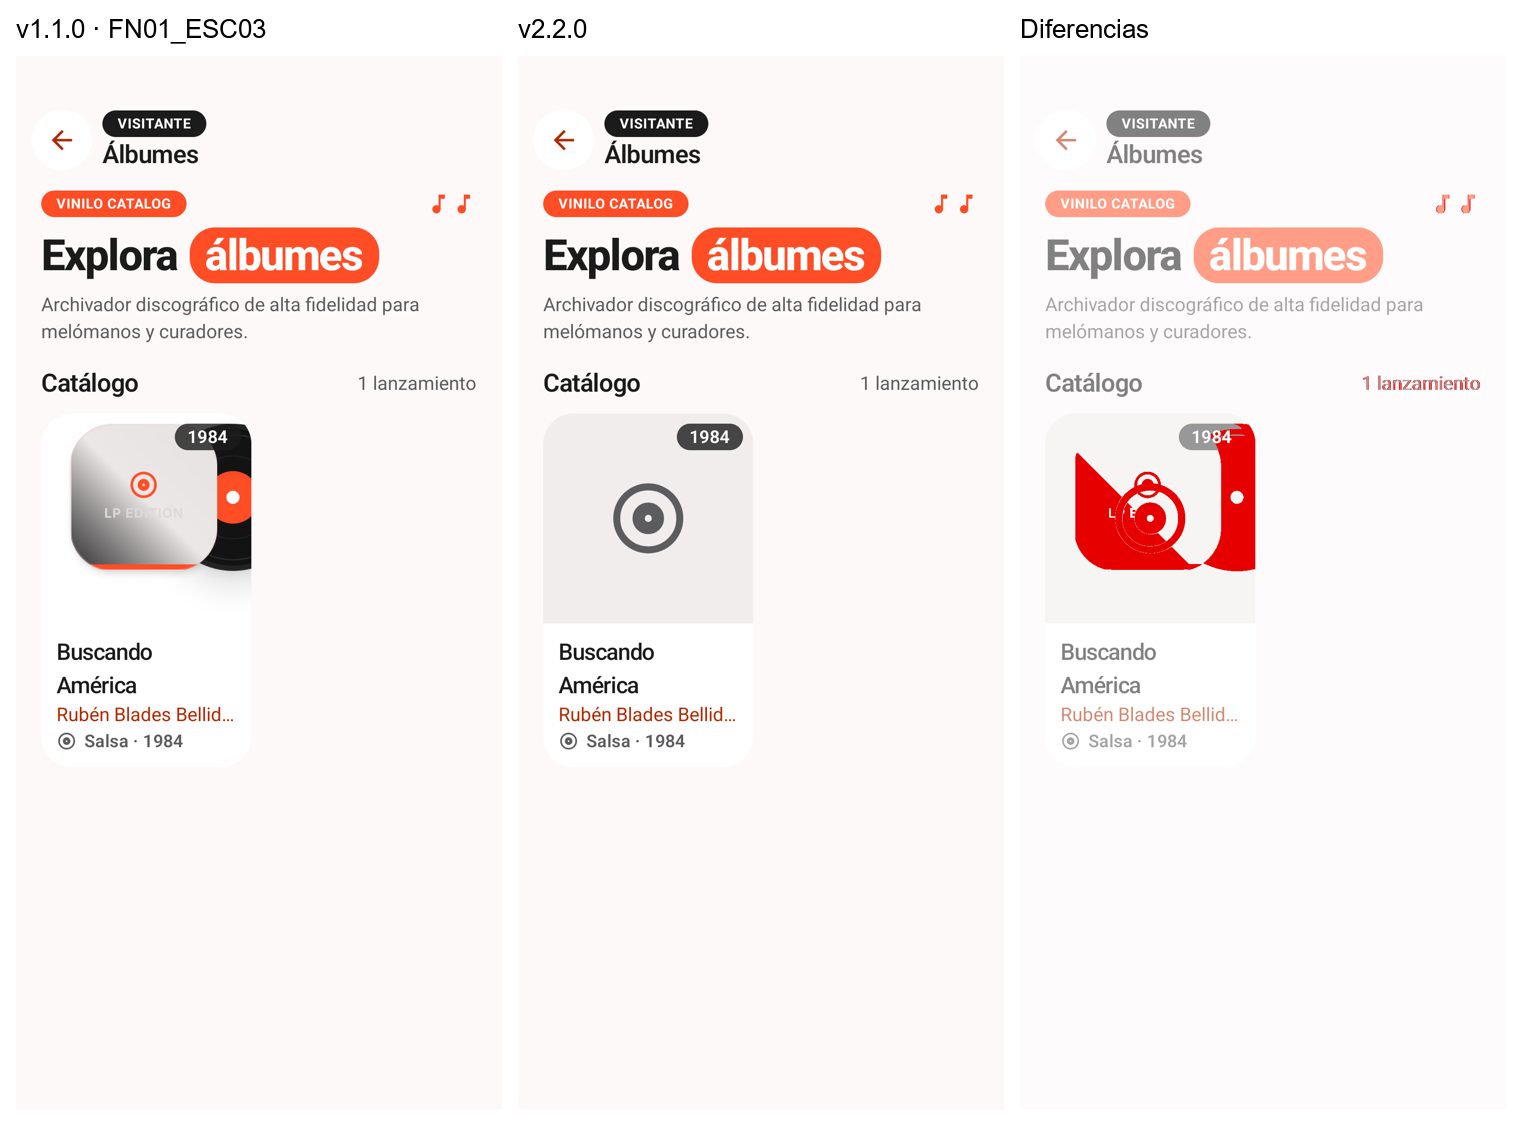 v1.1.0 · FN01_ESC03
VISITANTE
Álbumes
VINILO CATALOG
Explora álbumes
Archivador discográfico de alta fidelidad para
melómanos y curadores.
Catálogo 1 lanzamiento
1984
LP EDITION
Buscando
América
Rubén Blades Bellid...
Salsa · 1984
v2.2.0
VISITANTE
Álbumes
VINILO CATALOG
Explora álbumes
Archivador discográfico de alta fidelidad para
melómanos y curadores.
Catálogo 1 lanzamiento
1984
Buscando
América
Rubén Blades Bellid...
Salsa · 1984
Diferencias
VISITANTE
Álbumes
VINILO CATALOG
Explora álbumes
Archivador discográfico de alta fidelidad para
melómanos y curadores.
Catálogo 1 lanzamiento
1984
Buscando
América
Rubén Blades Bellid...
Salsa · 1984